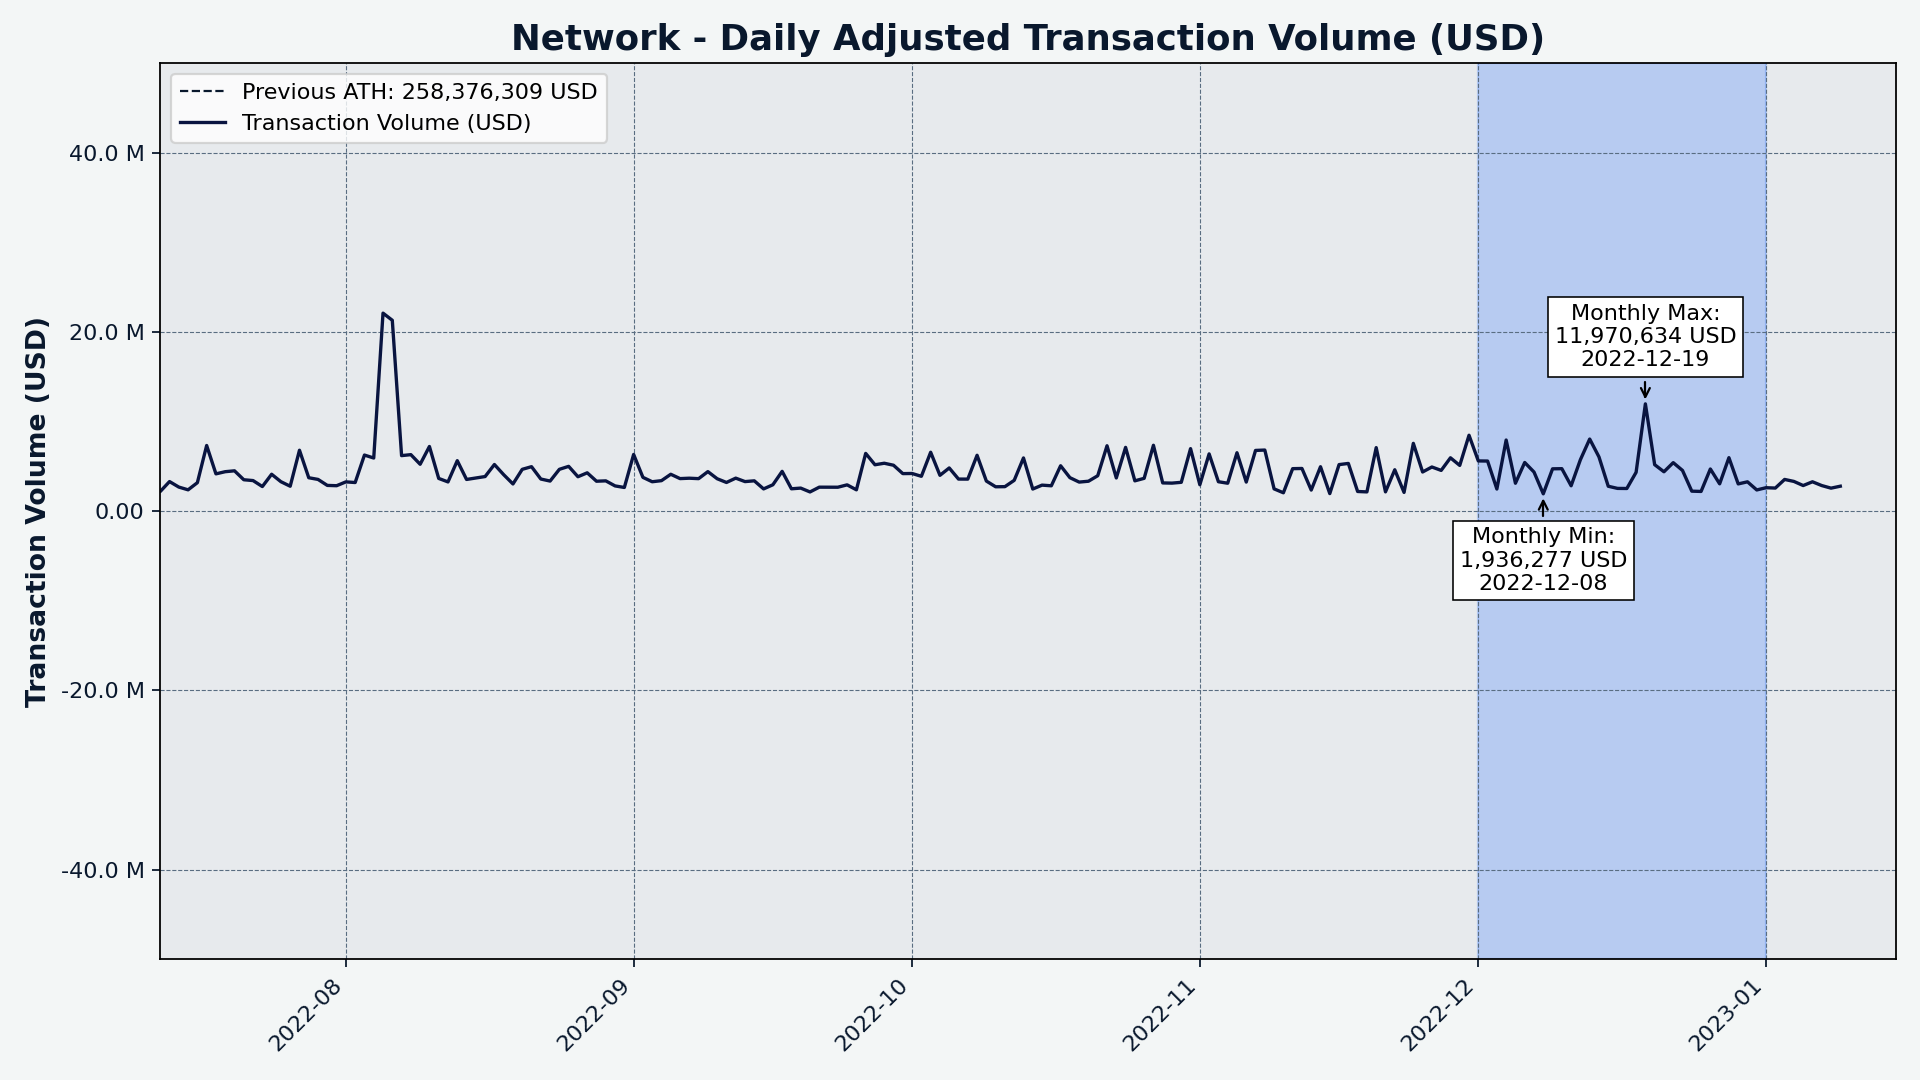 Network - Daily Adjusted Transaction Volume (USD)
Previous ATH: 258,376,309 USD
Transaction Volume (USD)
Transaction Volume (USD)
40.0 M
20.0 M
0.00
-20.0 M
-40.0 M
Monthly Max:
11,970,634 USD
2022-12-19
Monthly Min:
1,936,277 USD
2022-12-08
2022-08
2022-09
2022-10
2022-11
2022-12
2023-01